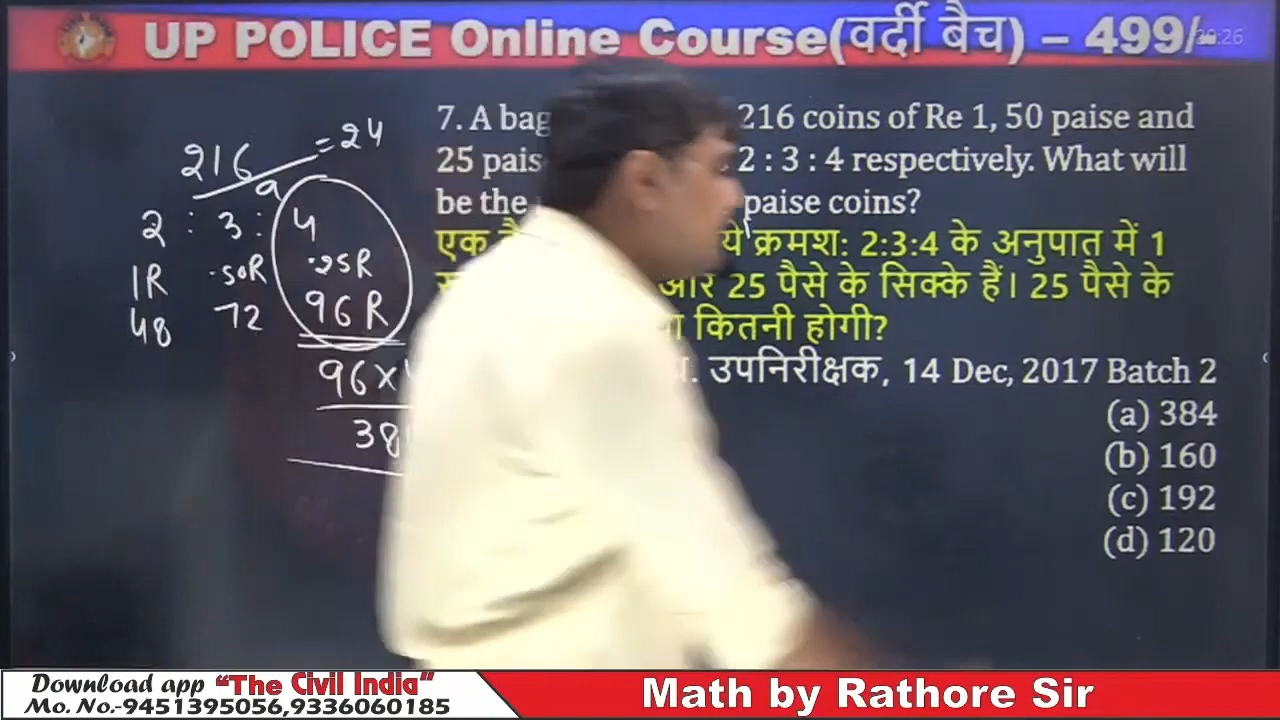 UP POLICE Online Course(वर्दी बैच) – 499/-
7. A bag 216 coins of Re 1, 50 paise and
25 2 : 3 : 4 respectively. What will
be the paise coins?
एक क्रमश: 2:3:4 के अनुपात में 1
और 25 पैसे के सिक्के हैं। 25 पैसे के
कितनी होगी?
उपनिरीक्षक, 14 Dec, 2017 Batch 2
(a) 384
(b) 160
(c) 192
(d) 120
216 = 24
9
2 : 3 : 4
1R .50R .25R
48 72 96 R
96 ×
38
Download app "The Civil India"
Mo. No.-9451395056,9336060185
Math by Rathore Sir